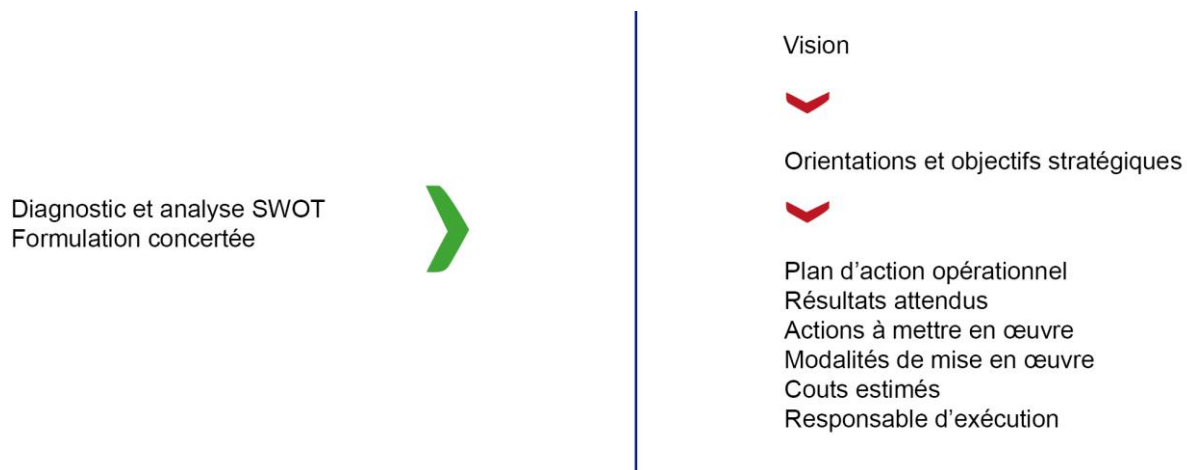 Diagnostic et analyse SWOT
Formulation concertée
Vision
Orientations et objectifs stratégiques
Plan d’action opérationnel
Résultats attendus
Actions à mettre en œuvre
Modalités de mise en œuvre
Couts estimés
Responsable d’exécution